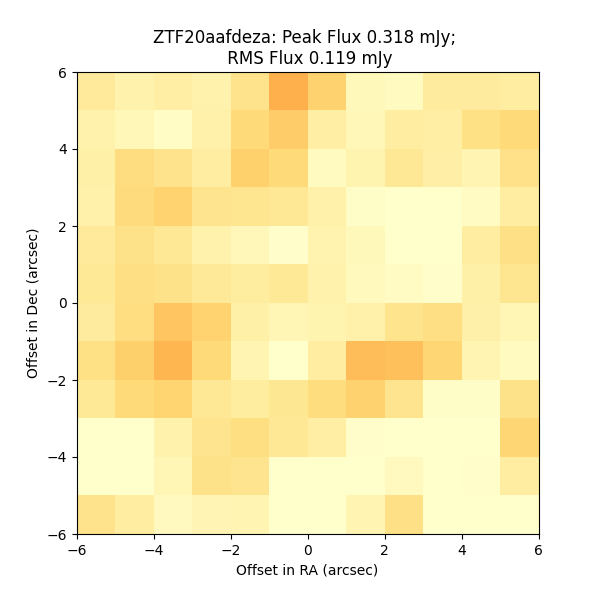 ZTF20aafdeza: Peak Flux 0.318 mJy;
RMS Flux 0.119 mJy
6
4
2
0
−2
−4
−6
Offset in Dec (arcsec)
−6 −4 −2 0 2 4 6
Offset in RA (arcsec)